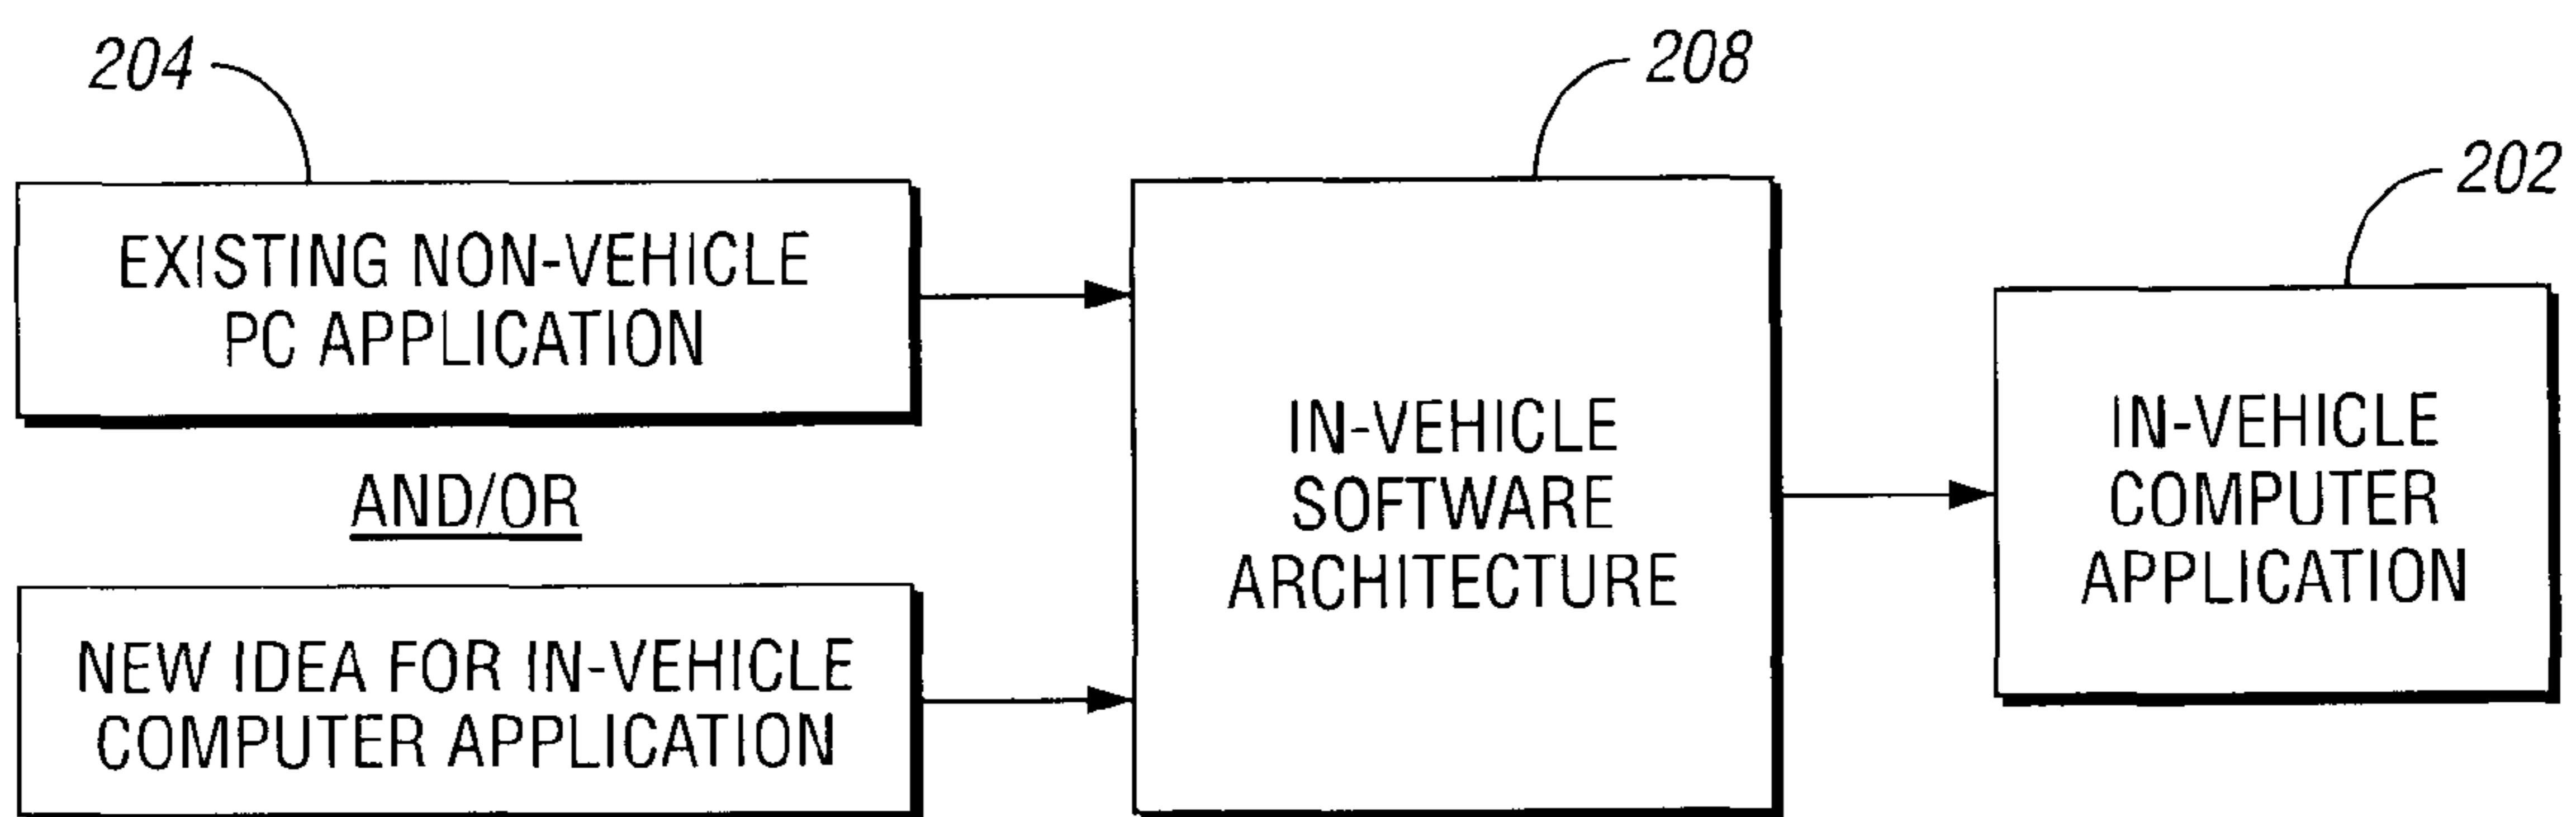 204
208
202
EXISTING NON-VEHICLE
PC APPLICATION
AND/OR
NEW IDEA FOR IN-VEHICLE
COMPUTER APPLICATION
IN-VEHICLE
SOFTWARE
ARCHITECTURE
IN-VEHICLE
COMPUTER
APPLICATION